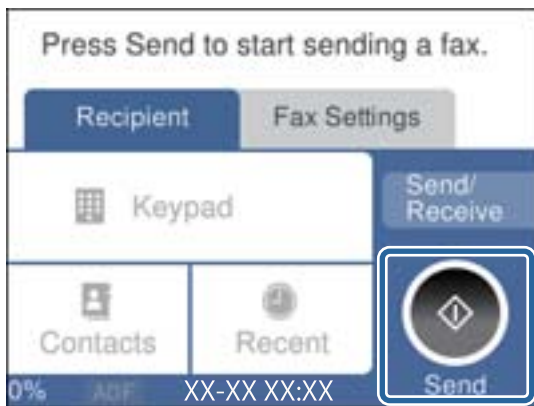 Press Send to start sending a fax.
Recipient
Fax Settings
Keypad
Send/
Receive
Contacts
Recent
Send
0%
ADF
XX-XX XX:XX